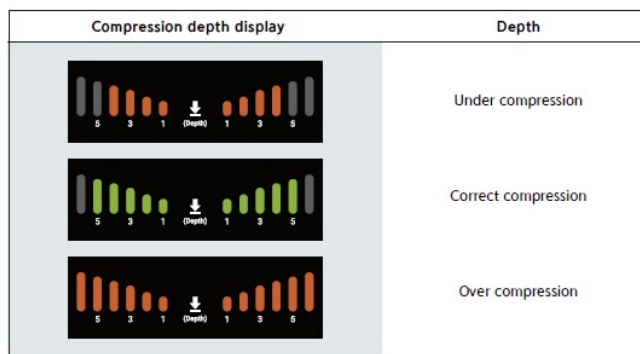 Compression depth display Depth
5 3 1 (Depth) 1 3 5
Under compression
5 3 1 (Depth) 1 3 5
Correct compression
5 3 1 (Depth) 1 3 5
Over compression